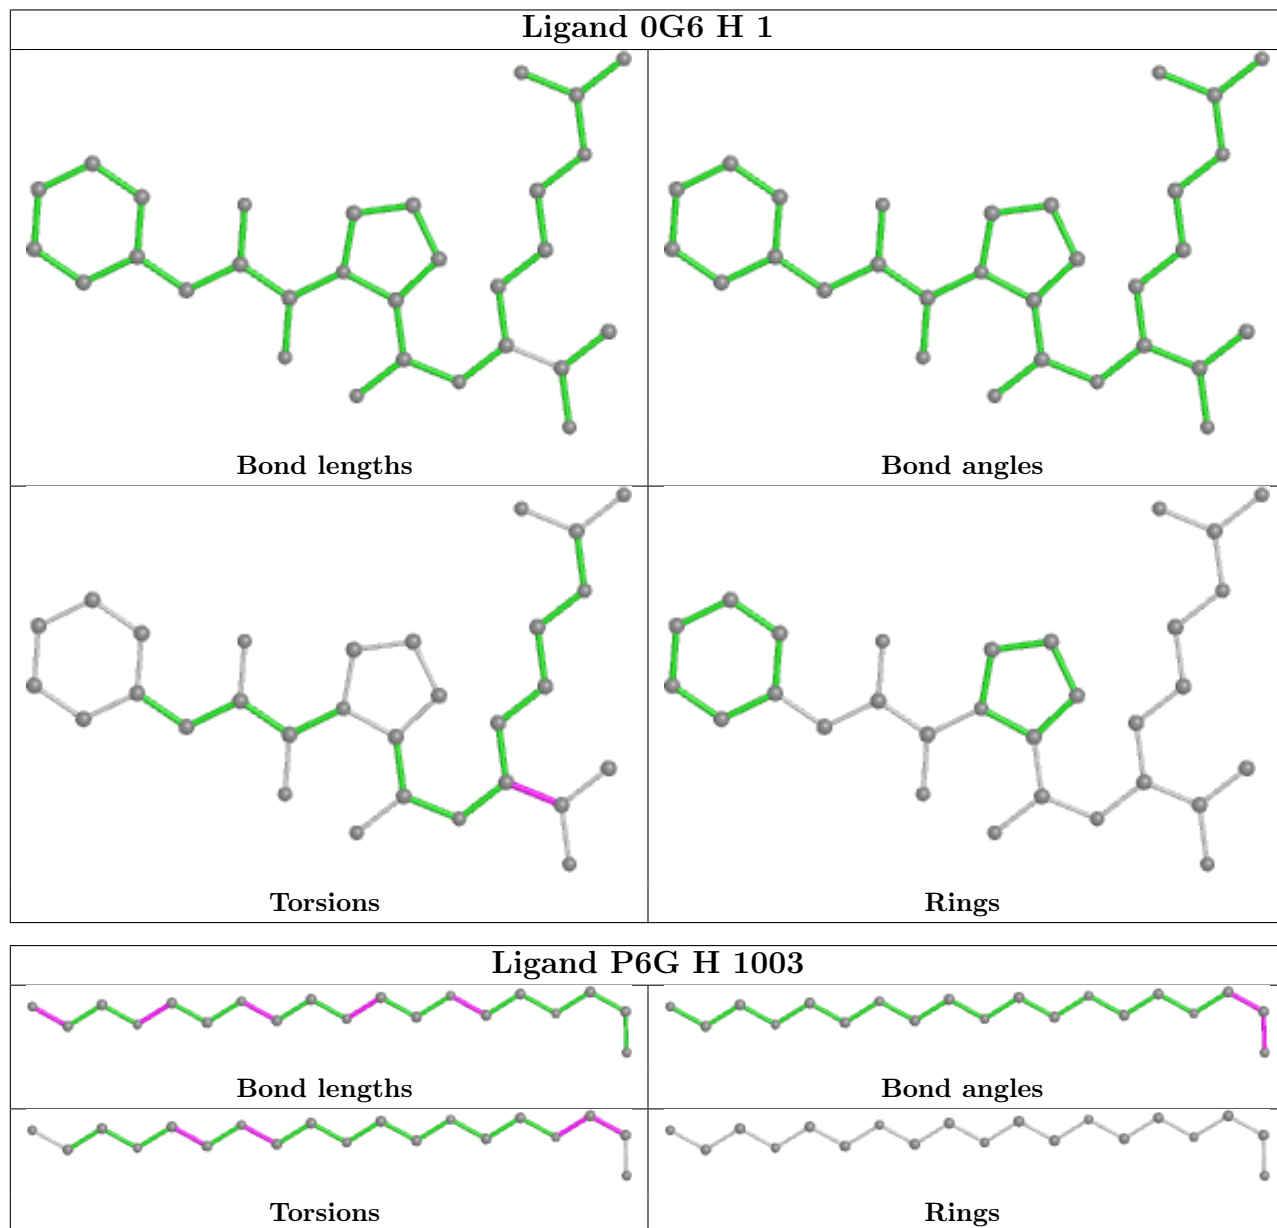 Ligand 0G6 H 1
Bond lengths
Bond angles
Torsions
Rings
Ligand P6G H 1003
Bond lengths
Bond angles
Torsions
Rings